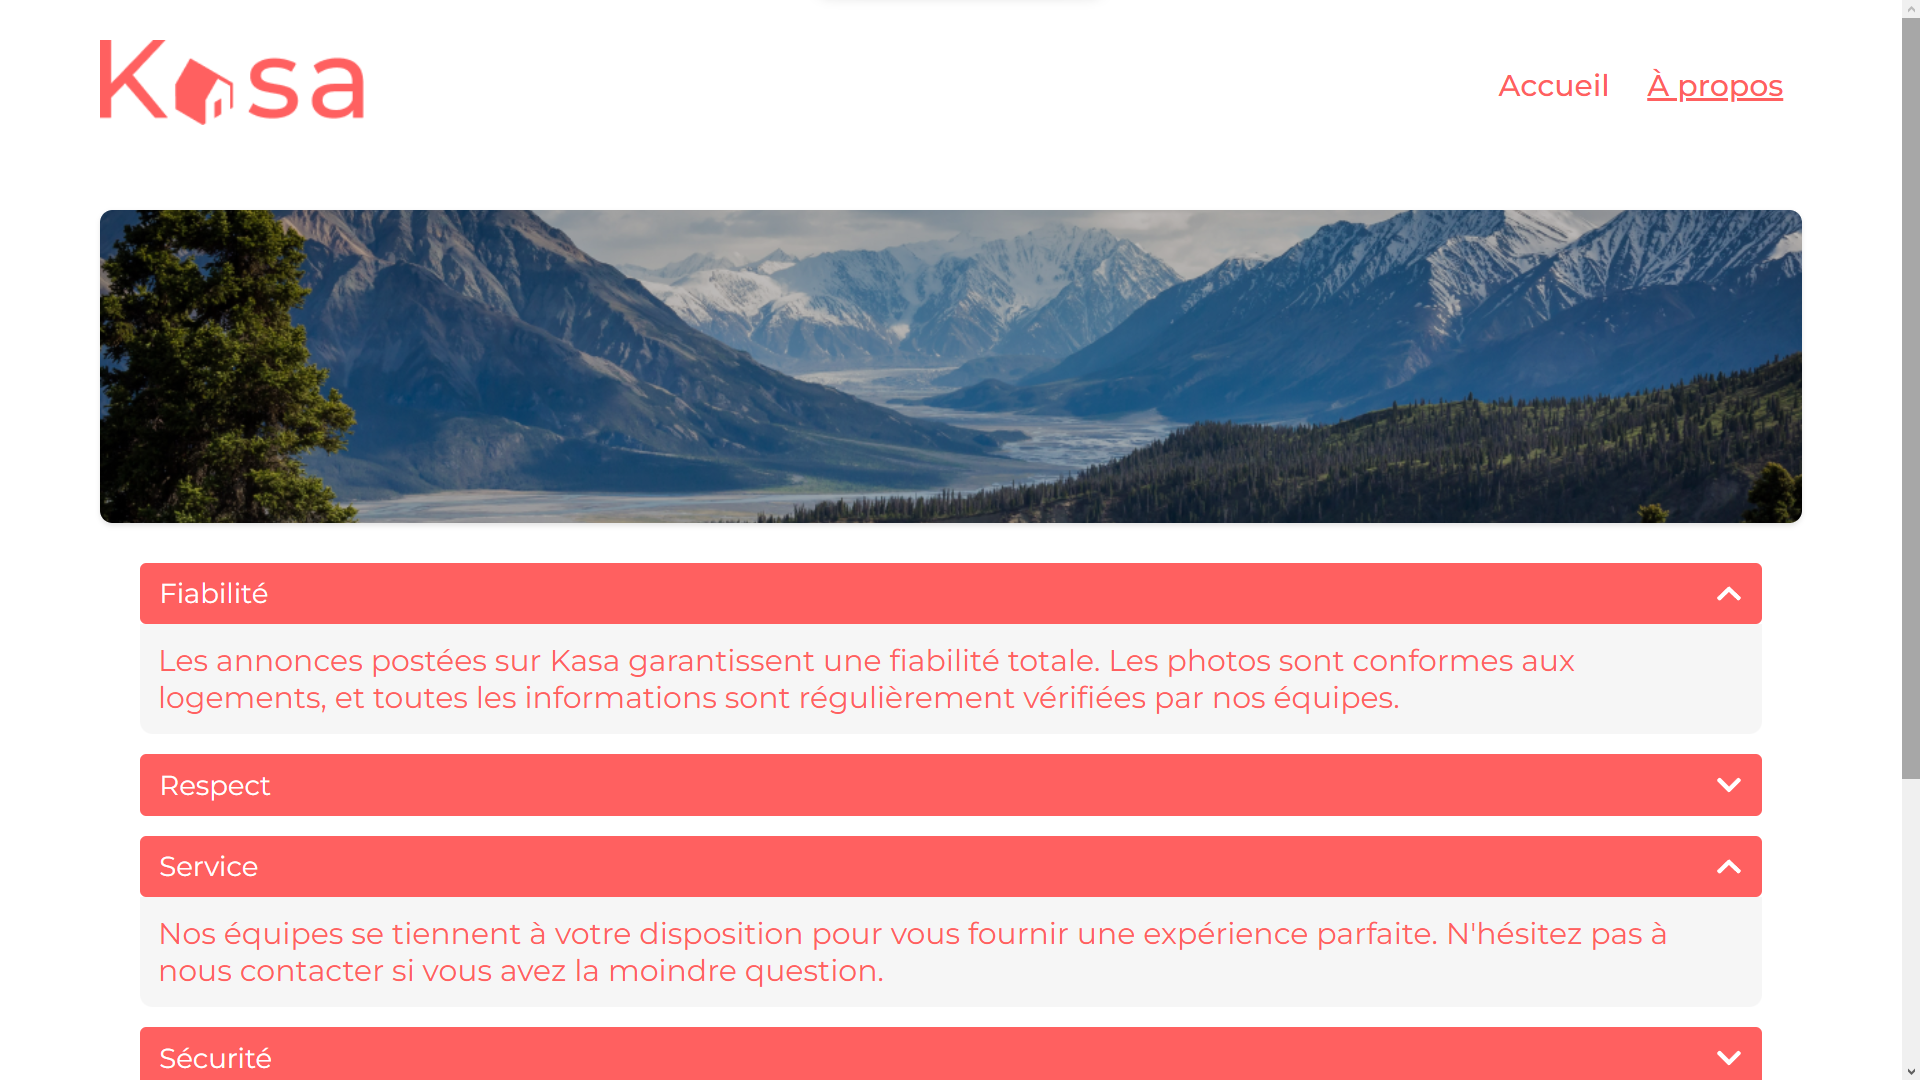 Kasa
Accueil À propos
Fiabilité
Les annonces postées sur Kasa garantissent une fiabilité totale. Les photos sont conformes aux
logements, et toutes les informations sont régulièrement vérifiées par nos équipes.
Respect
Service
Nos équipes se tiennent à votre disposition pour vous fournir une expérience parfaite. N'hésitez pas à
nous contacter si vous avez la moindre question.
Sécurité